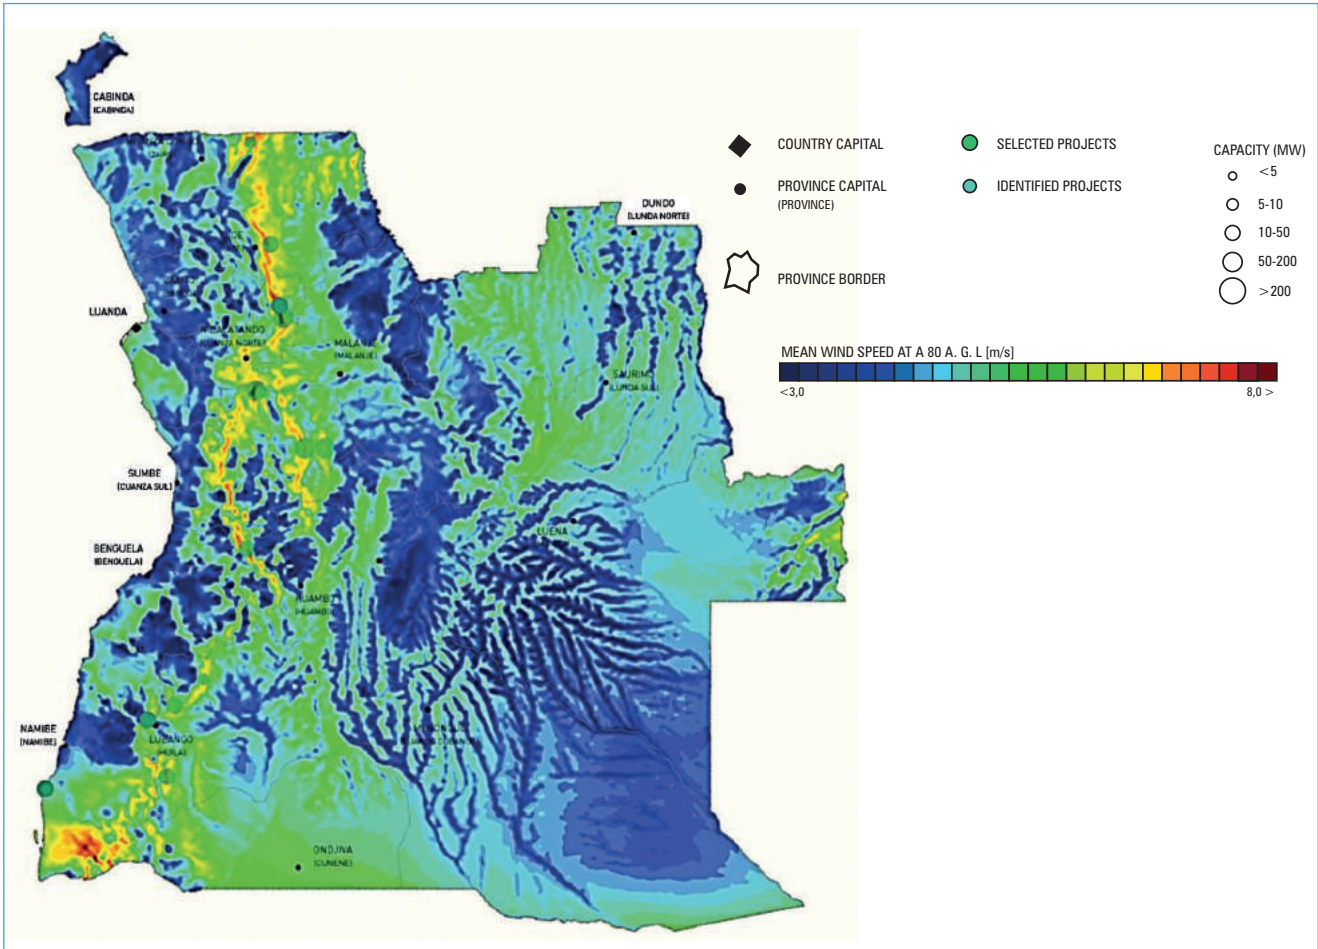 CABINDA
(CABINDA)
(ZAIRE)
DUNDO
(LUNDA NORTE)
LUANDA
N'DALATANDO
(CUANZA NORTE)
MALANJE
(MALANJE)
SAURIMO
(LUNDA SUL)
SUMBE
(CUANZA SUL)
LUENA
BENGUELA
(BENGUELA)
HUAMBO
(HUAMBO)
NAMIBE
(NAMIBE)
LUBANGO
(HUILA)
MENONGUE
ONDJIVA
(CUNENE)
COUNTRY CAPITAL
PROVINCE CAPITAL
(PROVINCE)
PROVINCE BORDER
SELECTED PROJECTS
IDENTIFIED PROJECTS
CAPACITY (MW)
<5
5-10
10-50
50-200
>200
MEAN WIND SPEED AT A 80 A. G. L [m/s]
<3,0
8,0 >